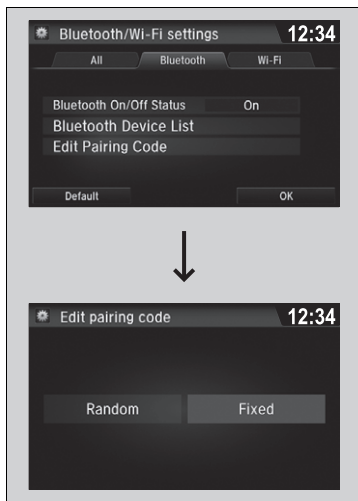 Bluetooth/Wi-Fi settings 12:34
All Bluetooth Wi-Fi
Bluetooth On/Off Status On
Bluetooth Device List
Edit Pairing Code
Default OK
Edit pairing code 12:34
Random Fixed